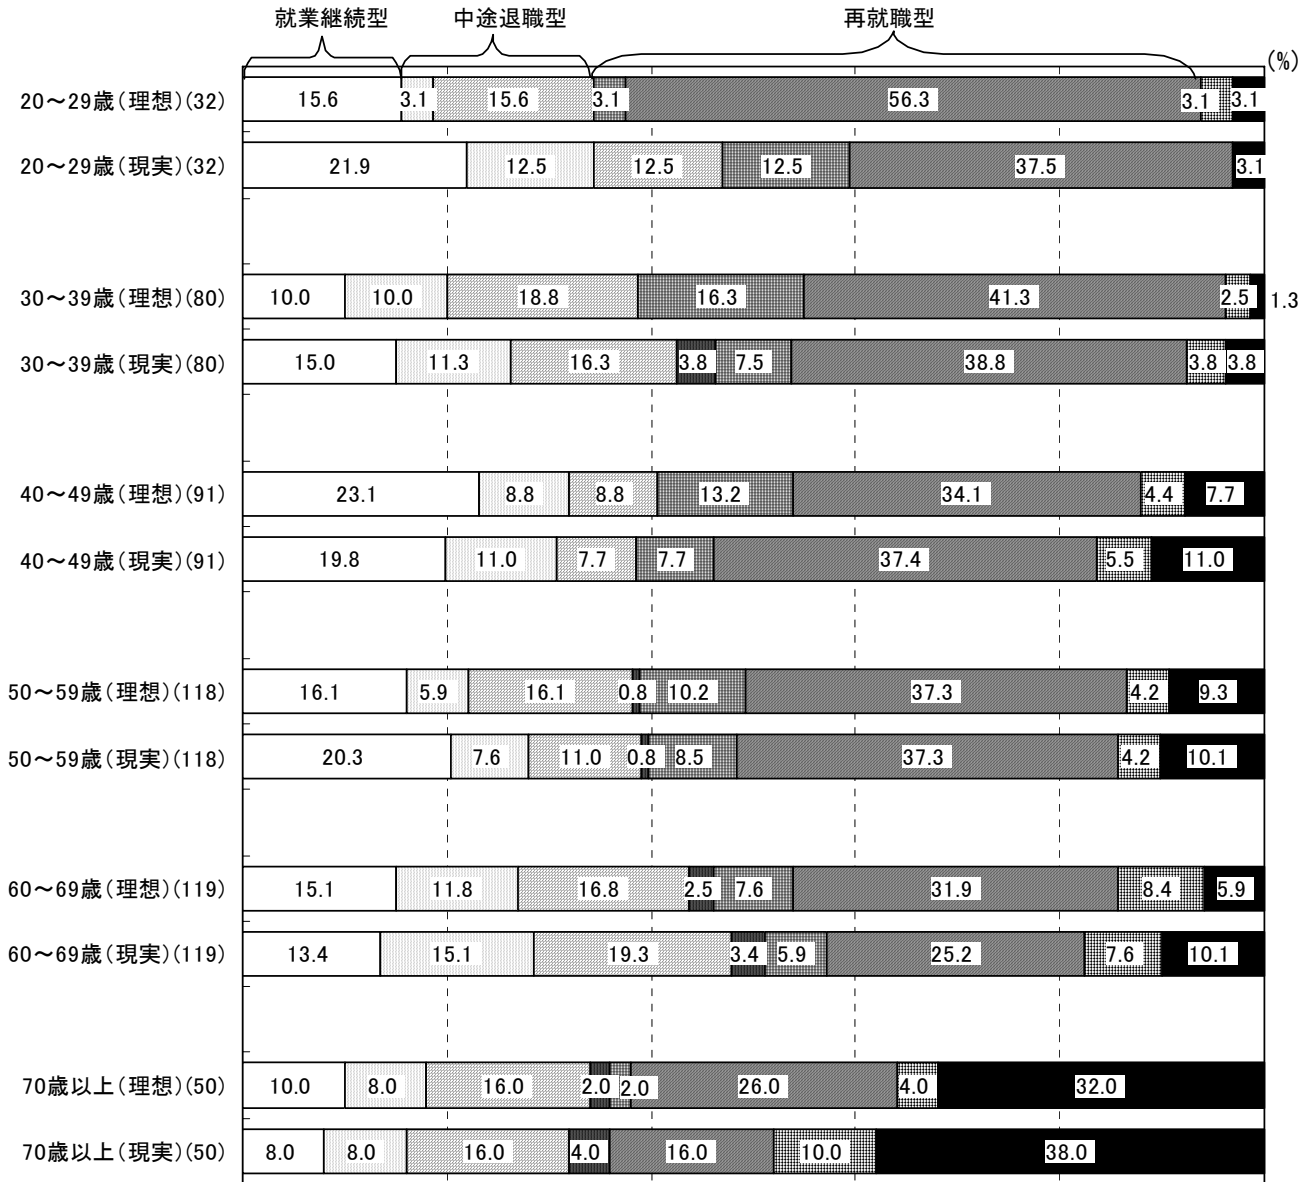 就業継続型 中途退職型 再就職型
(%)
20～29歳(理想)(32) 15.6 3.1 15.6 3.1 56.3 3.1 3.1
20～29歳(現実)(32) 21.9 12.5 12.5 12.5 37.5 3.1
30～39歳(理想)(80) 10.0 10.0 18.8 16.3 41.3 2.5 1.3
30～39歳(現実)(80) 15.0 11.3 16.3 3.8 7.5 38.8 3.8 3.8
40～49歳(理想)(91) 23.1 8.8 8.8 13.2 34.1 4.4 7.7
40～49歳(現実)(91) 19.8 11.0 7.7 7.7 37.4 5.5 11.0
50～59歳(理想)(118) 16.1 5.9 16.1 0.8 10.2 37.3 4.2 9.3
50～59歳(現実)(118) 20.3 7.6 11.0 0.8 8.5 37.3 4.2 10.1
60～69歳(理想)(119) 15.1 11.8 16.8 2.5 7.6 31.9 8.4 5.9
60～69歳(現実)(119) 13.4 15.1 19.3 3.4 5.9 25.2 7.6 10.1
70歳以上(理想)(50) 10.0 8.0 16.0 2.0 2.0 26.0 4.0 32.0
70歳以上(現実)(50) 8.0 8.0 16.0 4.0 16.0 10.0 38.0